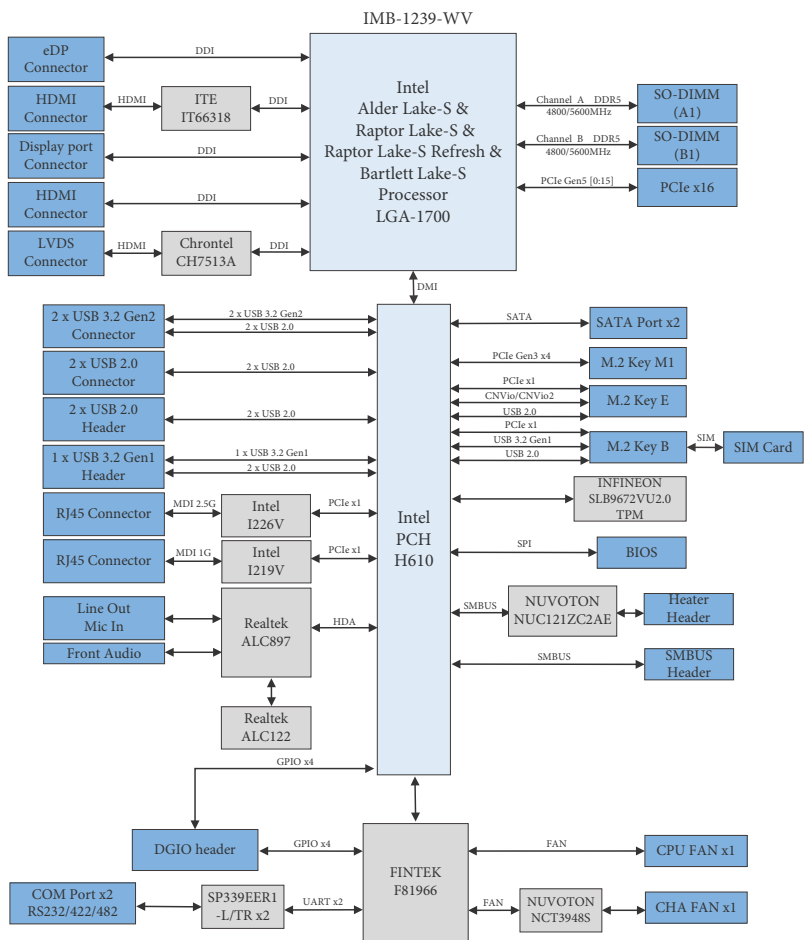 IMB-1239-WV
eDP
Connector
DDI
HDMI
Connector
HDMI
ITE
IT66318
DDI
Display port
Connector
DDI
HDMI
Connector
DDI
LVDS
Connector
HDMI
Chrontel
CH7513A
DDI
Intel
Alder Lake-S &
Raptor Lake-S &
Raptor Lake-S Refresh &
Bartlett Lake-S
Processor
LGA-1700
Channel A DDR5
4800/5600MHz
SO-DIMM
(A1)
Channel B DDR5
4800/5600MHz
SO-DIMM
(B1)
PCIe Gen5 [0:15]
PCIe x16
DMI
2 x USB 3.2 Gen2
Connector
2 x USB 3.2 Gen2
2 x USB 2.0
2 x USB 2.0
Connector
2 x USB 2.0
2 x USB 2.0
Header
2 x USB 2.0
1 x USB 3.2 Gen1
Header
1 x USB 3.2 Gen1
2 x USB 2.0
RJ45 Connector
MDI 2.5G
Intel
I226V
PCIe x1
RJ45 Connector
MDI 1G
Intel
I219V
PCIe x1
Line Out
Mic In
Front Audio
Realtek
ALC897
HDA
Realtek
ALC122
Intel
PCH
H610
SATA
SATA Port x2
PCIe Gen3 x4
M.2 Key M1
PCIe x1
CNVio/CNVio2
USB 2.0
M.2 Key E
PCIe x1
USB 3.2 Gen1
USB 2.0
M.2 Key B
SIM
SIM Card
INFINEON
SLB9672VU2.0
TPM
SPI
BIOS
SMBUS
NUVOTON
NUC121ZC2AE
Heater
Header
SMBUS
SMBUS
Header
GPIO x4
DGIO header
GPIO x4
FINTEK
F81966
FAN
CPU FAN x1
COM Port x2
RS232/422/482
SP339EER1
-L/TR x2
UART x2
FAN
NUVOTON
NCT3948S
CHA FAN x1